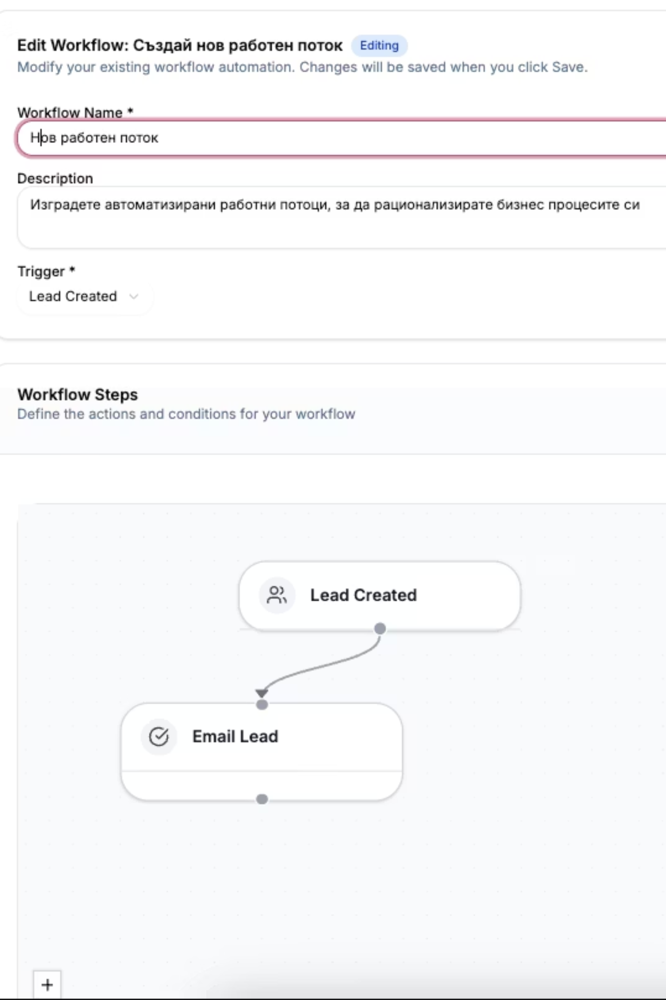 Edit Workflow: Създай нов работен поток Editing
Modify your existing workflow automation. Changes will be saved when you click Save.
Workflow Name *
Нов работен поток
Description
Изградете автоматизирани работни потоци, за да рационализирате бизнес процесите си
Trigger *
Lead Created
Workflow Steps
Define the actions and conditions for your workflow
Lead Created
Email Lead
+